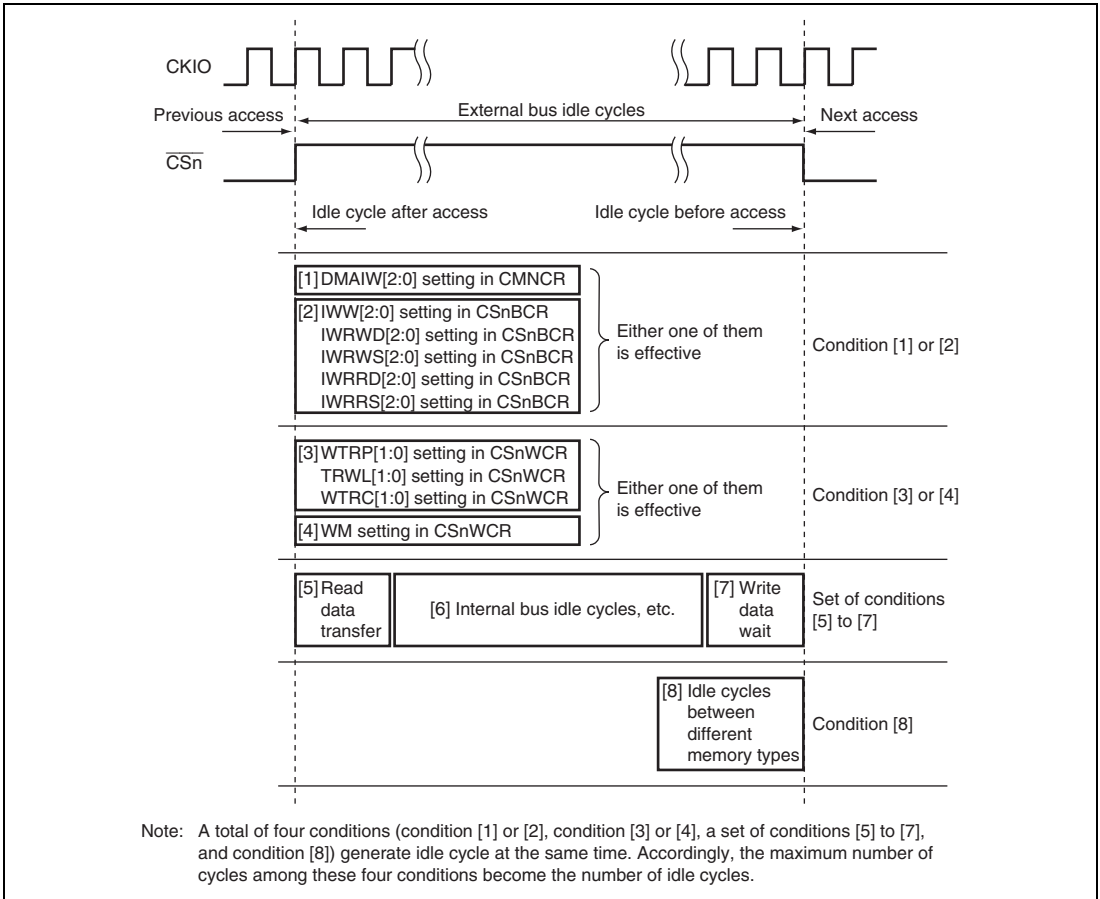 CKIO
Previous access
External bus idle cycles
Next access
CSn
Idle cycle after access
Idle cycle before access
[1] DMAIW[2:0] setting in CMNCR
[2] IWW[2:0] setting in CSnBCR
IWRWD[2:0] setting in CSnBCR
IWRWS[2:0] setting in CSnBCR
IWRRD[2:0] setting in CSnBCR
IWRRS[2:0] setting in CSnBCR
Either one of them
is effective
Condition [1] or [2]
[3] WTRP[1:0] setting in CSnWCR
TRWL[1:0] setting in CSnWCR
WTRC[1:0] setting in CSnWCR
[4] WM setting in CSnWCR
Either one of them
is effective
Condition [3] or [4]
[5] Read
data
transfer
[6] Internal bus idle cycles, etc.
[7] Write
data
wait
Set of conditions
[5] to [7]
[8] Idle cycles
between
different
memory types
Condition [8]
Note: A total of four conditions (condition [1] or [2], condition [3] or [4], a set of conditions [5] to [7],
and condition [8]) generate idle cycle at the same time. Accordingly, the maximum number of
cycles among these four conditions become the number of idle cycles.